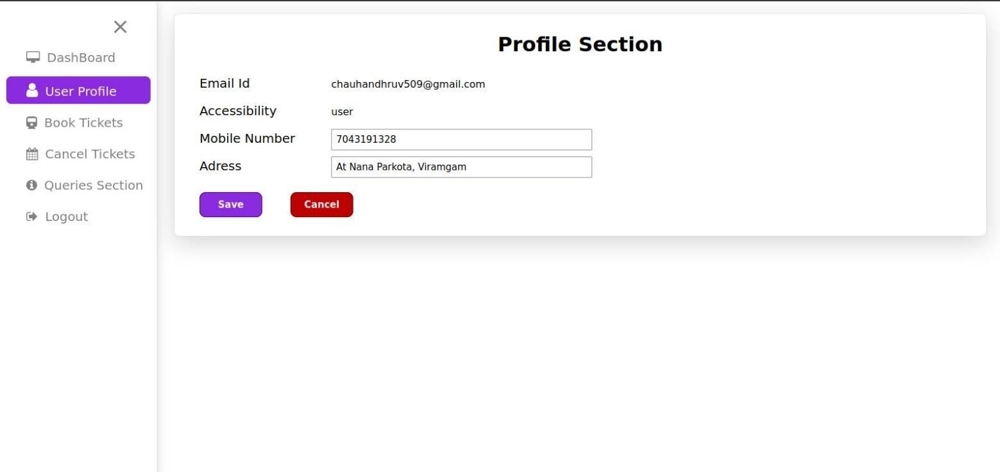 DashBoard
User Profile
Book Tickets
Cancel Tickets
Queries Section
Logout
Profile Section
Email Id chauhandhruv509@gmail.com
Accessibility user
Mobile Number 7043191328
Adress At Nana Parkota, Viramgam
Save Cancel